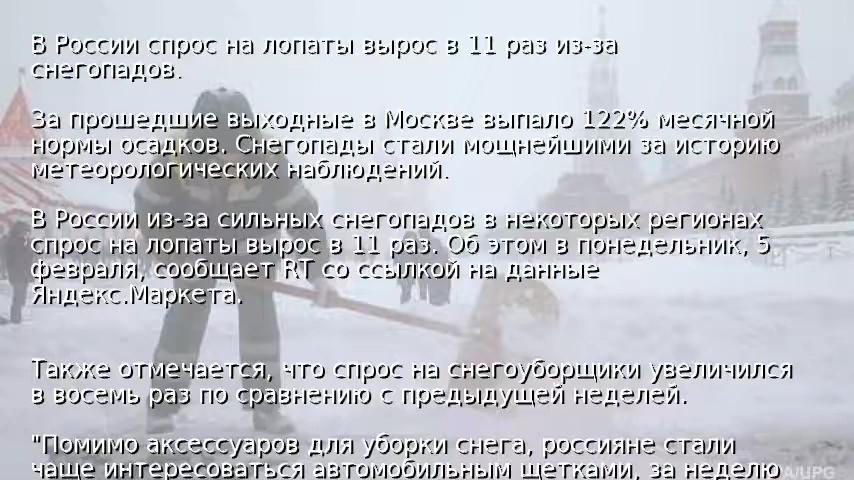 В России спрос на лопаты вырос в 11 раз из-за
снегопадов.
За прошедшие выходные в Москве выпало 122% месячной
нормы осадков. Снегопады стали мощнейшими за историю
метеорологических наблюдений.
В России из-за сильных снегопадов в некоторых регионах
спрос на лопаты вырос в 11 раз. Об этом в понедельник, 5
февраля, сообщает RT со ссылкой на данные
Яндекс.Маркета.
Также отмечается, что спрос на снегоуборщики увеличился
в восемь раз по сравнению с предыдущей неделей.
"Помимо аксессуаров для уборки снега, россияне стали
чаще интересоваться автомобильным щетками, за неделю
A/UPG